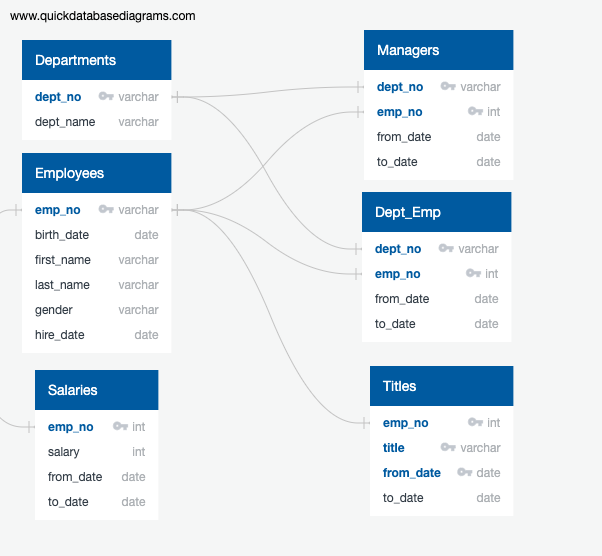 www.quickdatabasediagrams.com
Departments
dept_no varchar
dept_name varchar
Employees
emp_no varchar
birth_date date
first_name varchar
last_name varchar
gender varchar
hire_date date
Salaries
emp_no int
salary int
from_date date
to_date date
Managers
dept_no varchar
emp_no int
from_date date
to_date date
Dept_Emp
dept_no varchar
emp_no int
from_date date
to_date date
Titles
emp_no int
title varchar
from_date date
to_date date